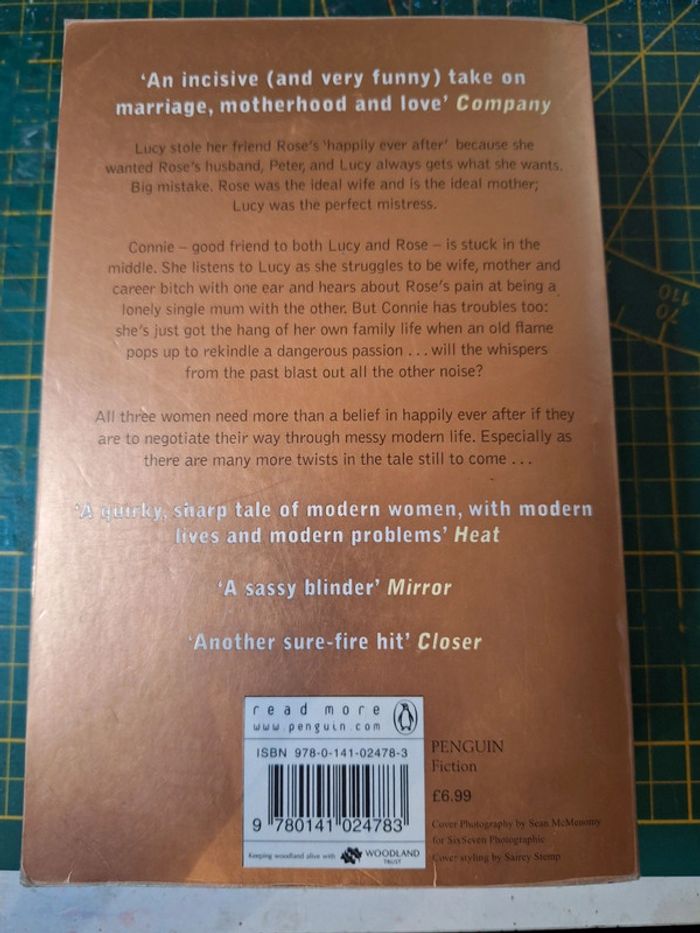 ‘An incisive (and very funny) take on
marriage, motherhood and love’ Company
Lucy stole her friend Rose’s ‘happily ever after’ because she
wanted Rose’s husband, Peter, and Lucy always gets what she wants.
Big mistake. Rose was the ideal wife and is the ideal mother;
Lucy was the perfect mistress.
Connie – good friend to both Lucy and Rose – is stuck in the
middle. She listens to Lucy as she struggles to be wife, mother and
career bitch with one ear and hears about Rose’s pain at being a
lonely single mum with the other. But Connie has troubles too:
she’s just got the hang of her own family life when an old flame
pops up to rekindle a dangerous passion . . . will the whispers
from the past blast out all the other noise?
All three women need more than a belief in happily ever after if they
are to negotiate their way through messy modern life. Especially as
there are many more twists in the tale still to come . . .
‘A quirky, sharp tale of modern women, with modern
lives and modern problems’ Heat
‘A sassy blinder’ Mirror
‘Another sure-fire hit’ Closer
read more
www.penguin.com
ISBN 978-0-141-02478-3
9 780141 024783
Keeping woodland alive with WOODLAND
TRUST
PENGUIN
Fiction
£6.99
Cover Photography by Sean McMenomy
for SixSeven Photographic
Cover styling by Sairey Stemp
110
70